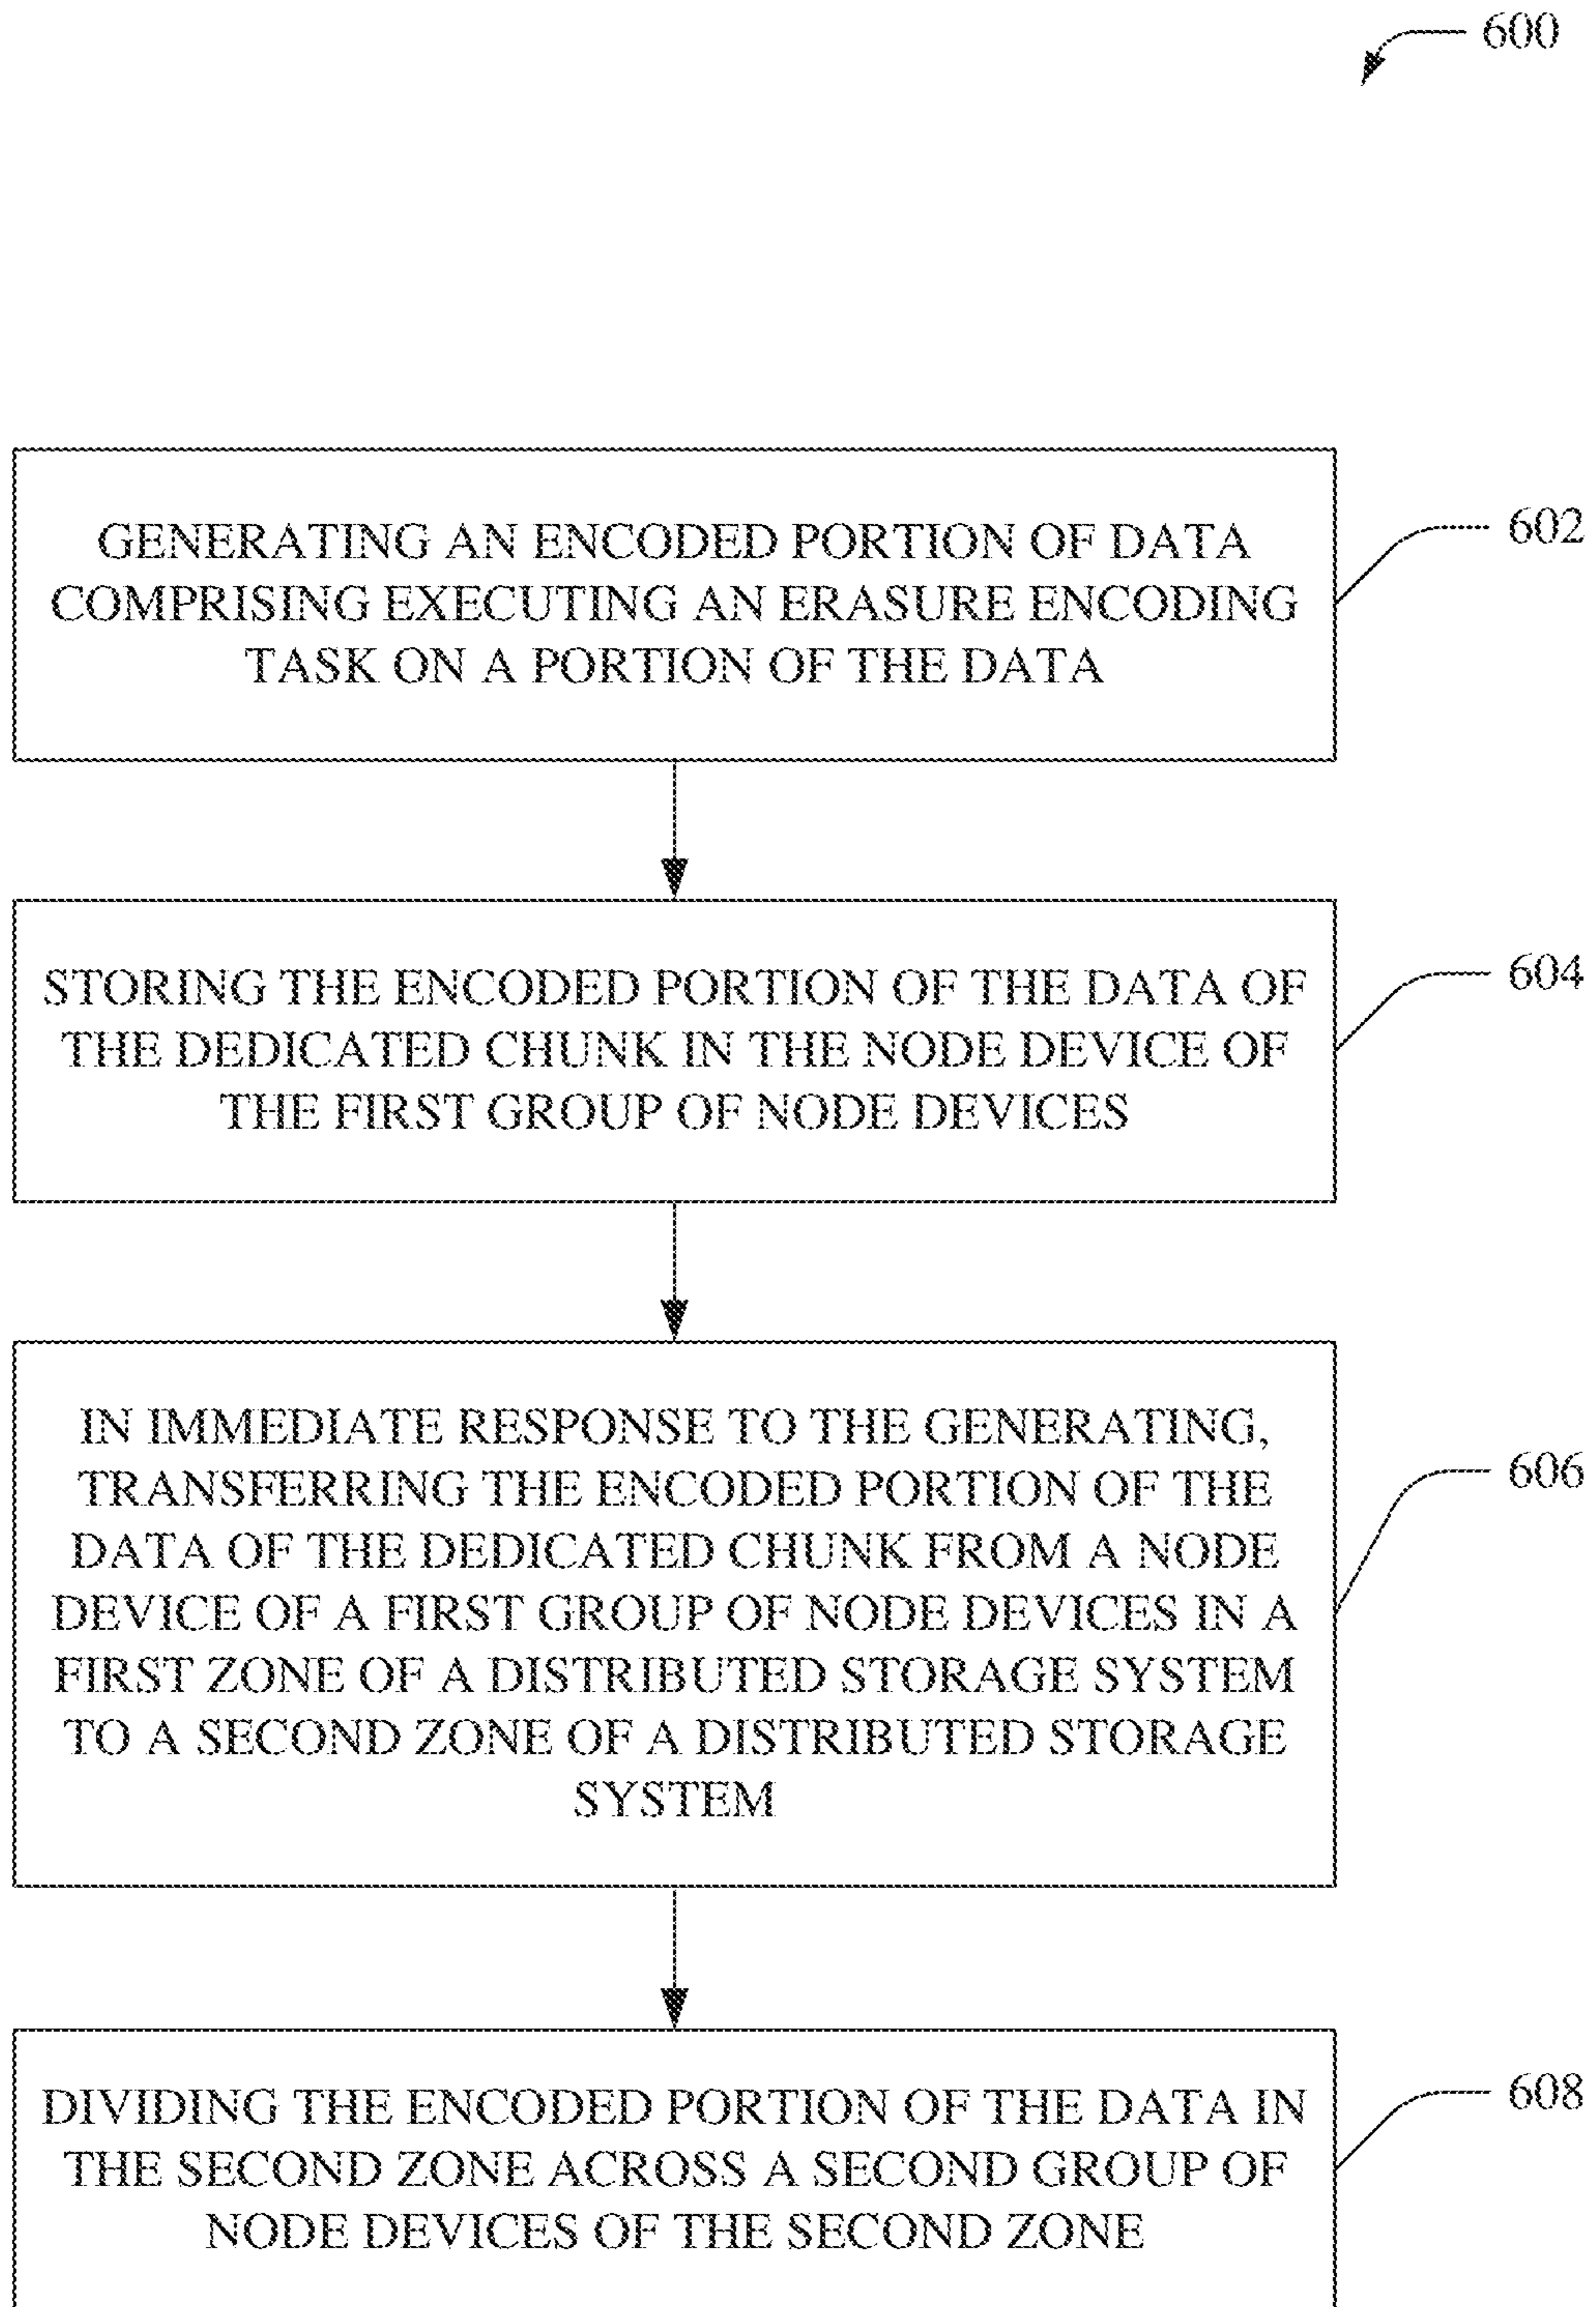 600
GENERATING AN ENCODED PORTION OF DATA
COMPRISING EXECUTING AN ERASURE ENCODING
TASK ON A PORTION OF THE DATA
602
STORING THE ENCODED PORTION OF THE DATA OF
THE DEDICATED CHUNK IN THE NODE DEVICE OF
THE FIRST GROUP OF NODE DEVICES
604
IN IMMEDIATE RESPONSE TO THE GENERATING,
TRANSFERRING THE ENCODED PORTION OF THE
DATA OF THE DEDICATED CHUNK FROM A NODE
DEVICE OF A FIRST GROUP OF NODE DEVICES IN A
FIRST ZONE OF A DISTRIBUTED STORAGE SYSTEM
TO A SECOND ZONE OF A DISTRIBUTED STORAGE
SYSTEM
606
DIVIDING THE ENCODED PORTION OF THE DATA IN
THE SECOND ZONE ACROSS A SECOND GROUP OF
NODE DEVICES OF THE SECOND ZONE
608